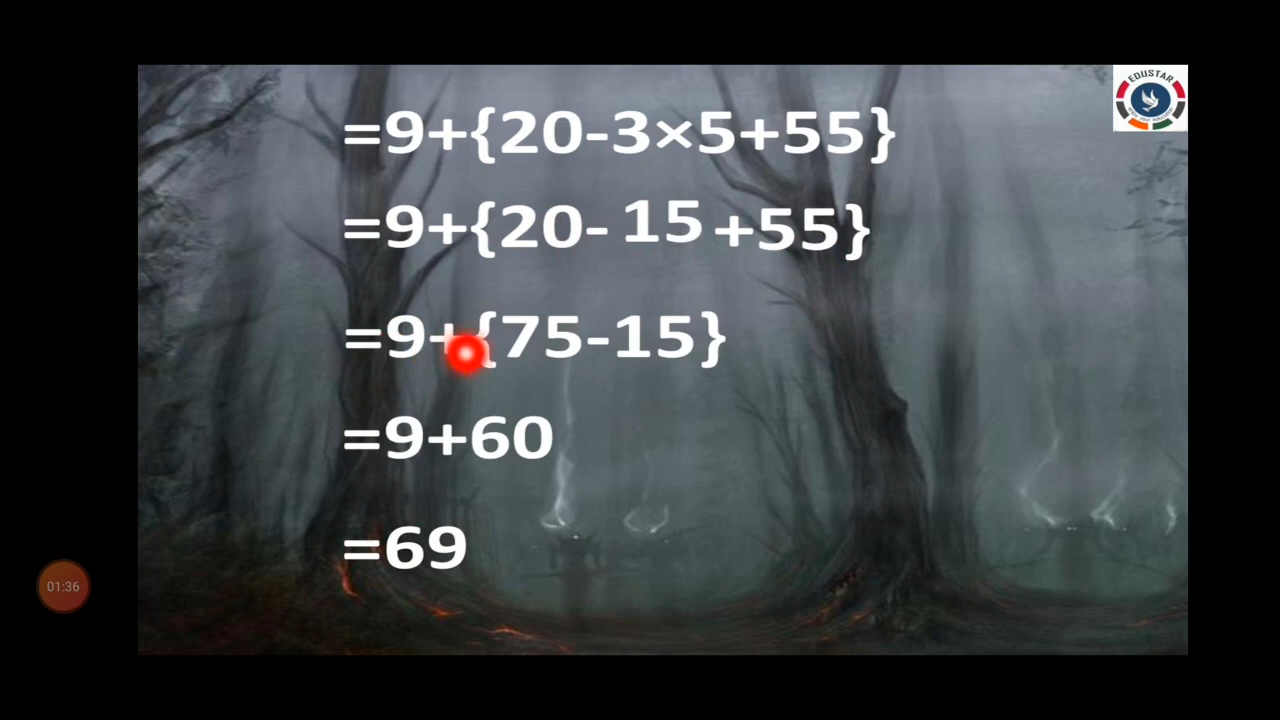 EDUSTAR
=9+{20-3×5+55}
=9+{20- 15 +55}
=9+{75-15}
=9+60
=69
01:36